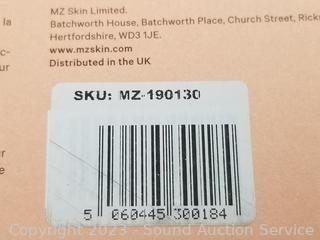 MZ Skin Limited.
la
Batchworth House, Batchworth Place, Church Street,
Hertfordshire, WD3 1JE.
www.mzskin.com
Distributed in the UK
SKU: MZ-190130
5 060445 300184
Copyright 2023 - Sound Auction Service